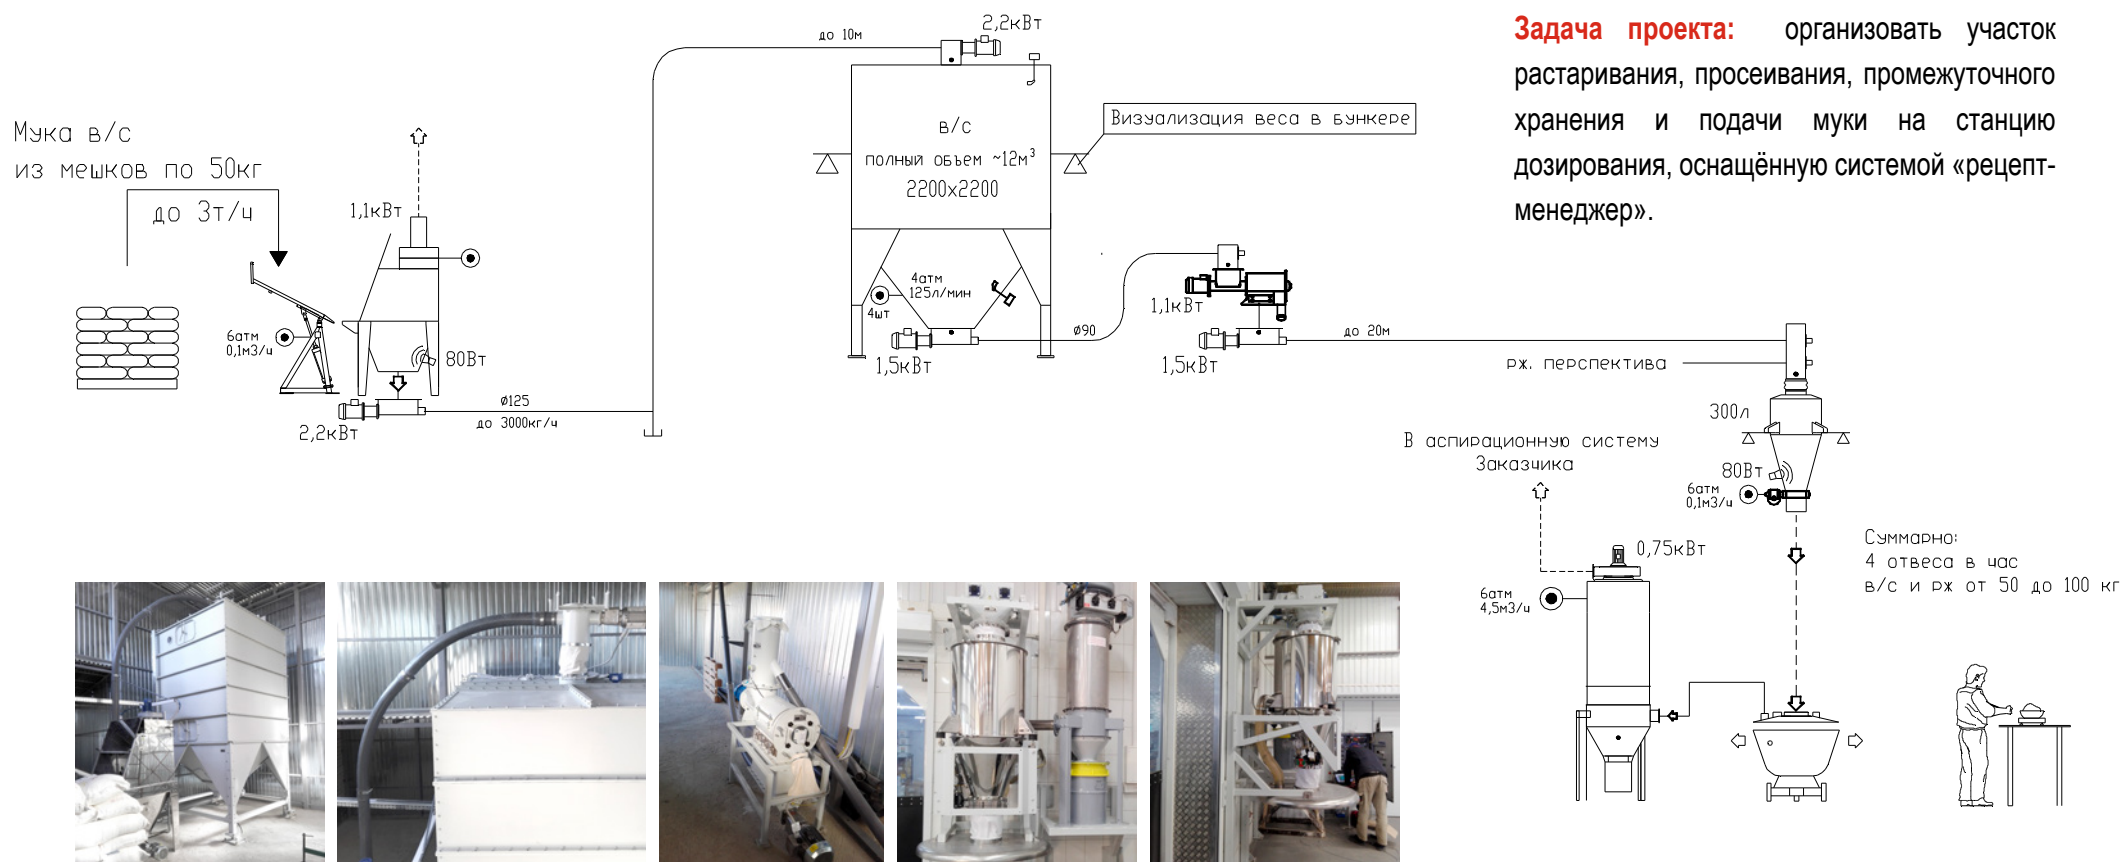 Задача проекта: организовать участок
растаривания, просеивания, промежуточного
хранения и подачи муки на станцию
дозирования, оснащённую системой «рецепт-
менеджер».
Мука в/с
из мешков по 50кг
до 3т/ч
1,1кВт
6атм
0,1м3/ч
80Вт
2,2кВт
ø125
до 3000кг/ч
до 10м
2,2кВт
в/с
полный объем ~12м³
2200х2200
Визуализация веса в бункере
4атм
125л/мин
4шт
1,5кВт
ø90
1,1кВт
1,5кВт
до 20м
рж. перспектива
300л
80Вт
6атм
0,1м3/ч
В аспирационную систему
Заказчика
0,75кВт
6атм
4,5м3/ч
Суммарно:
4 отвеса в час
в/с и рж от 50 до 100 кг